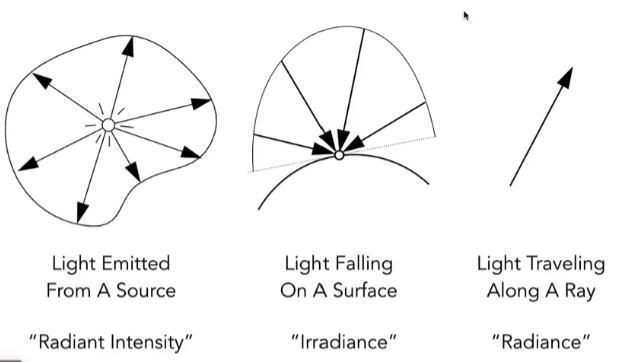 Light Emitted
From A Source
"Radiant Intensity"
Light Falling
On A Surface
"Irradiance"
Light Traveling
Along A Ray
"Radiance"